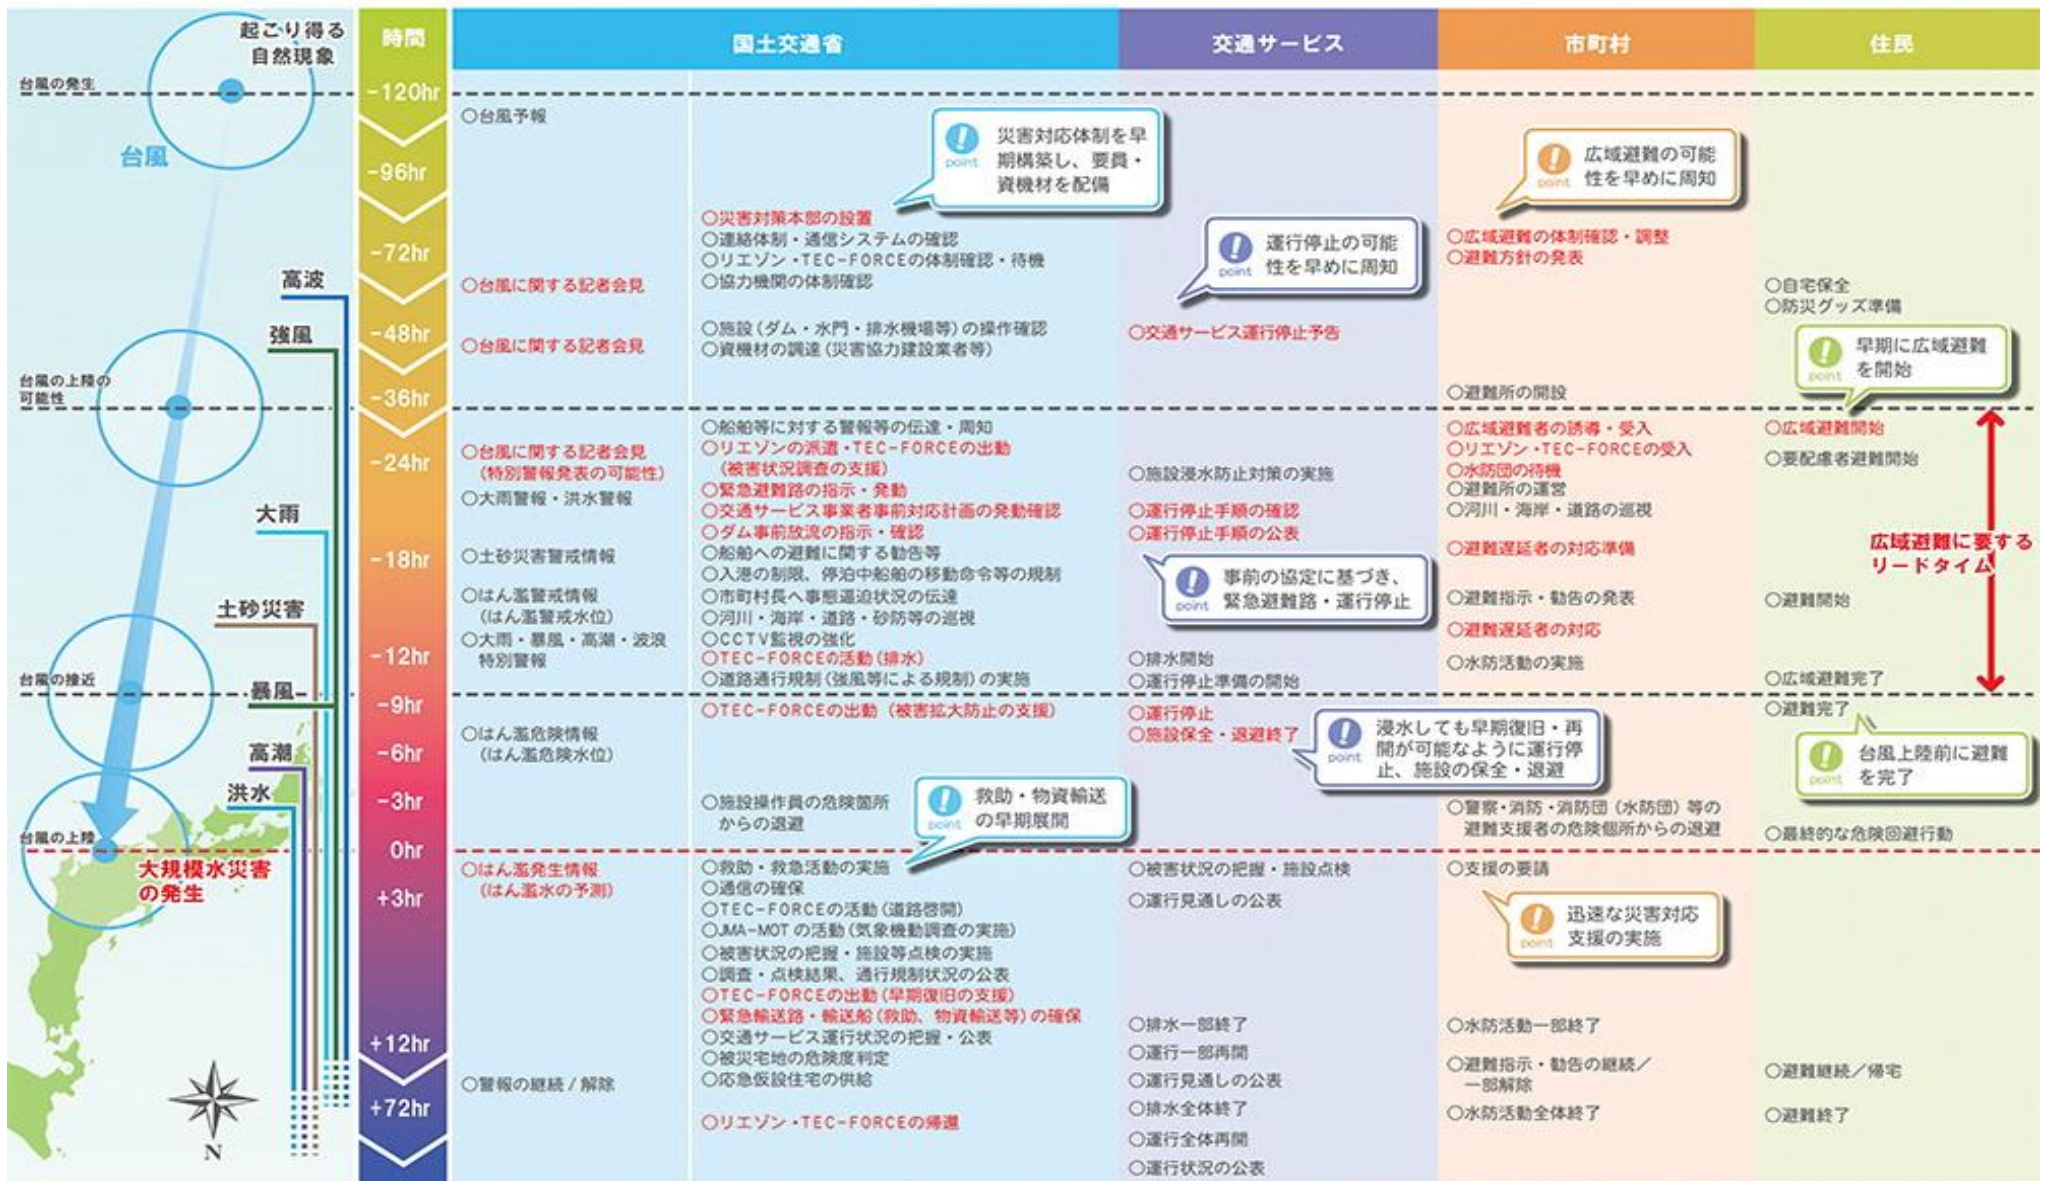 起こり得る
自然現象
時間
国土交通省
交通サービス
市町村
住民
台風の発生
台風
高波
強風
台風の上陸の
可能性
大雨
土砂災害
台風の接近
暴風
高潮
洪水
台風の上陸
大規模水災害
の発生
N
-120hr
-96hr
-72hr
-48hr
-36hr
-24hr
-18hr
-12hr
-9hr
-6hr
-3hr
0hr
+3hr
+12hr
+72hr
○台風予報
○台風に関する記者会見
○台風に関する記者会見
○台風に関する記者会見
(特別警報発表の可能性)
○大雨警報・洪水警報
○土砂災害警戒情報
○はん濫警戒情報
(はん濫警戒水位)
○大雨・暴風・高潮・波浪
特別警報
○はん濫危険情報
(はん濫危険水位)
○はん濫発生情報
(はん濫水の予測)
○警報の継続/解除
! point
災害対応体制を早
期構築し、要員・
資機材を配備
○災害対策本部の設置
○連絡体制・通信システムの確認
○リエゾン・TEC-FORCEの体制確認・待機
○協力機関の体制確認
○施設(ダム・水門・排水機場等)の操作確認
○資機材の調達(災害協力建設業者等)
○船舶等に対する警報等の伝達・周知
○リエゾンの派遣・TEC-FORCEの出動
(被害状況調査の支援)
○緊急避難路の指示・発動
○交通サービス事業者事前対応計画の発動確認
○ダム事前放流の指示・確認
○船舶への避難に関する勧告等
○入港の制限、停泊中船舶の移動命令等の規制
○市町村長へ事態逼迫状況の伝達
○河川・海岸・道路・砂防等の巡視
○CCTV監視の強化
○TEC-FORCEの活動(排水)
○道路通行規制(強風等による規制)の実施
○TEC-FORCEの出動(被害拡大防止の支援)
○施設操作員の危険箇所
からの退避
! point
救助・物資輸送
の早期展開
○救助・救急活動の実施
○通信の確保
○TEC-FORCEの活動(道路啓開)
○JMA-MOTの活動(気象機動調査の実施)
○被害状況の把握・施設等点検の実施
○調査・点検結果、通行規制状況の公表
○TEC-FORCEの出動(早期復旧の支援)
○緊急輸送路・輸送船(救助、物資輸送等)の確保
○交通サービス運行状況の把握・公表
○被災宅地の危険度判定
○応急仮設住宅の供給
○リエゾン・TEC-FORCEの帰還
! point
運行停止の可能
性を早めに周知
○交通サービス運行停止予告
○施設浸水防止対策の実施
○運行停止手順の確認
○運行停止手順の公表
! point
事前の協定に基づき、
緊急避難路・運行停止
○排水開始
○運行停止準備の開始
○運行停止
○施設保全・退避終了
! point
浸水しても早期復旧・再
開が可能なように運行停
止、施設の保全・退避
○被害状況の把握・施設点検
○運行見通しの公表
○排水一部終了
○運行一部再開
○運行見通しの公表
○排水全体終了
○運行全体再開
○運行状況の公表
! point
広域避難の可能
性を早めに周知
○広域避難の体制確認・調整
○避難方針の発表
○避難所の開設
○広域避難者の誘導・受入
○リエゾン・TEC-FORCEの受入
○水防団の待機
○避難所の運営
○河川・海岸・道路の巡視
○避難遅延者の対応準備
○避難指示・勧告の発表
○避難遅延者の対応
○水防活動の実施
○警察・消防・消防団(水防団)等の
避難支援者の危険個所からの退避
○支援の要請
! point
迅速な災害対応
支援の実施
○水防活動一部終了
○避難指示・勧告の継続/
一部解除
○水防活動全体終了
○自宅保全
○防災グッズ準備
! point
早期に広域避難
を開始
○広域避難開始
○要配慮者避難開始
広域避難に要する
リードタイム
○避難開始
○広域避難完了
○避難完了
! point
台風上陸前に避難
を完了
○最終的な危険回避行動
○避難継続/帰宅
○避難終了